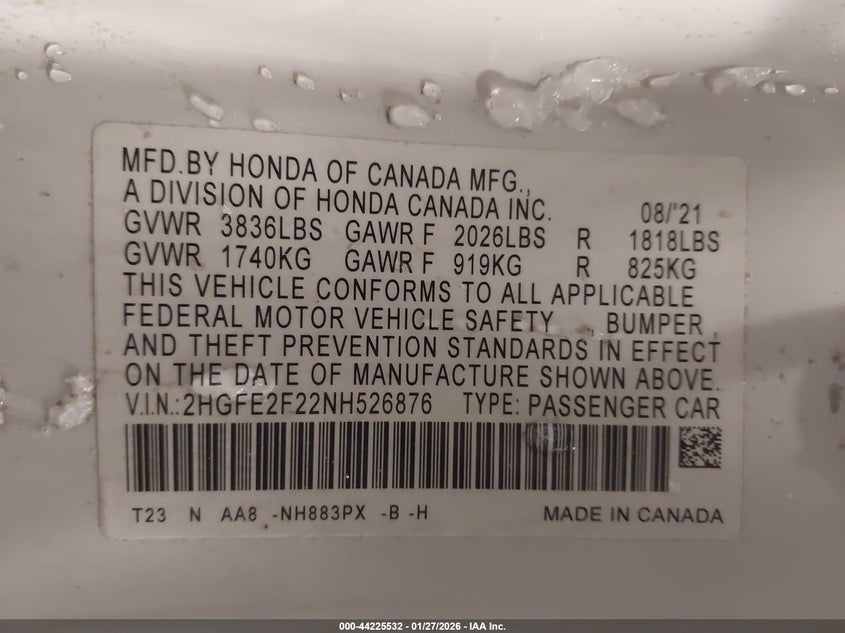 MFD.BY HONDA OF CANADA MFG.,
A DIVISION OF HONDA CANADA INC. 08/'21
GVWR 3836LBS GAWR F 2026LBS R 1818LBS
GVWR 1740KG GAWR F 919KG R 825KG
THIS VEHICLE CONFORMS TO ALL APPLICABLE
FEDERAL MOTOR VEHICLE SAFETY , BUMPER ,
AND THEFT PREVENTION STANDARDS IN EFFECT
ON THE DATE OF MANUFACTURE SHOWN ABOVE.
V.I.N.:2HGFE2F22NH526876 TYPE: PASSENGER CAR
T23 N AA8 -NH883PX -B -H MADE IN CANADA
000-44225532 - 01/27/2026 - IAA Inc.